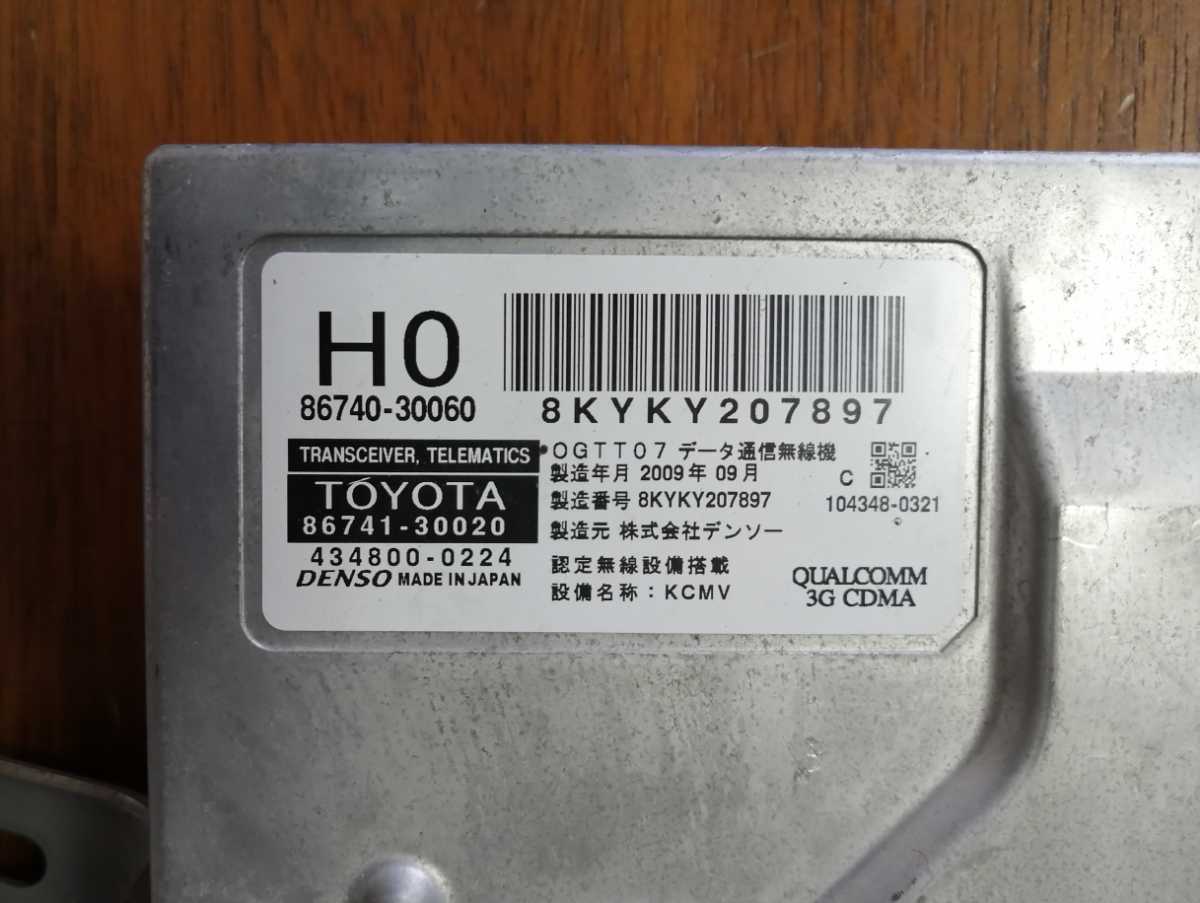 H0
86740-30060
8KYKY207897
TRANSCEIVER, TELEMATICS
TOYOTA
86741-30020
434800-0224
DENSO MADE IN JAPAN
OGTT07 データ通信無線機
製造年月 2009年 09月
製造番号 8KYKY207897
製造元 株式会社デンソー
認定無線設備搭載
設備名称：KCMV
C
104348-0321
QUALCOMM
3G CDMA